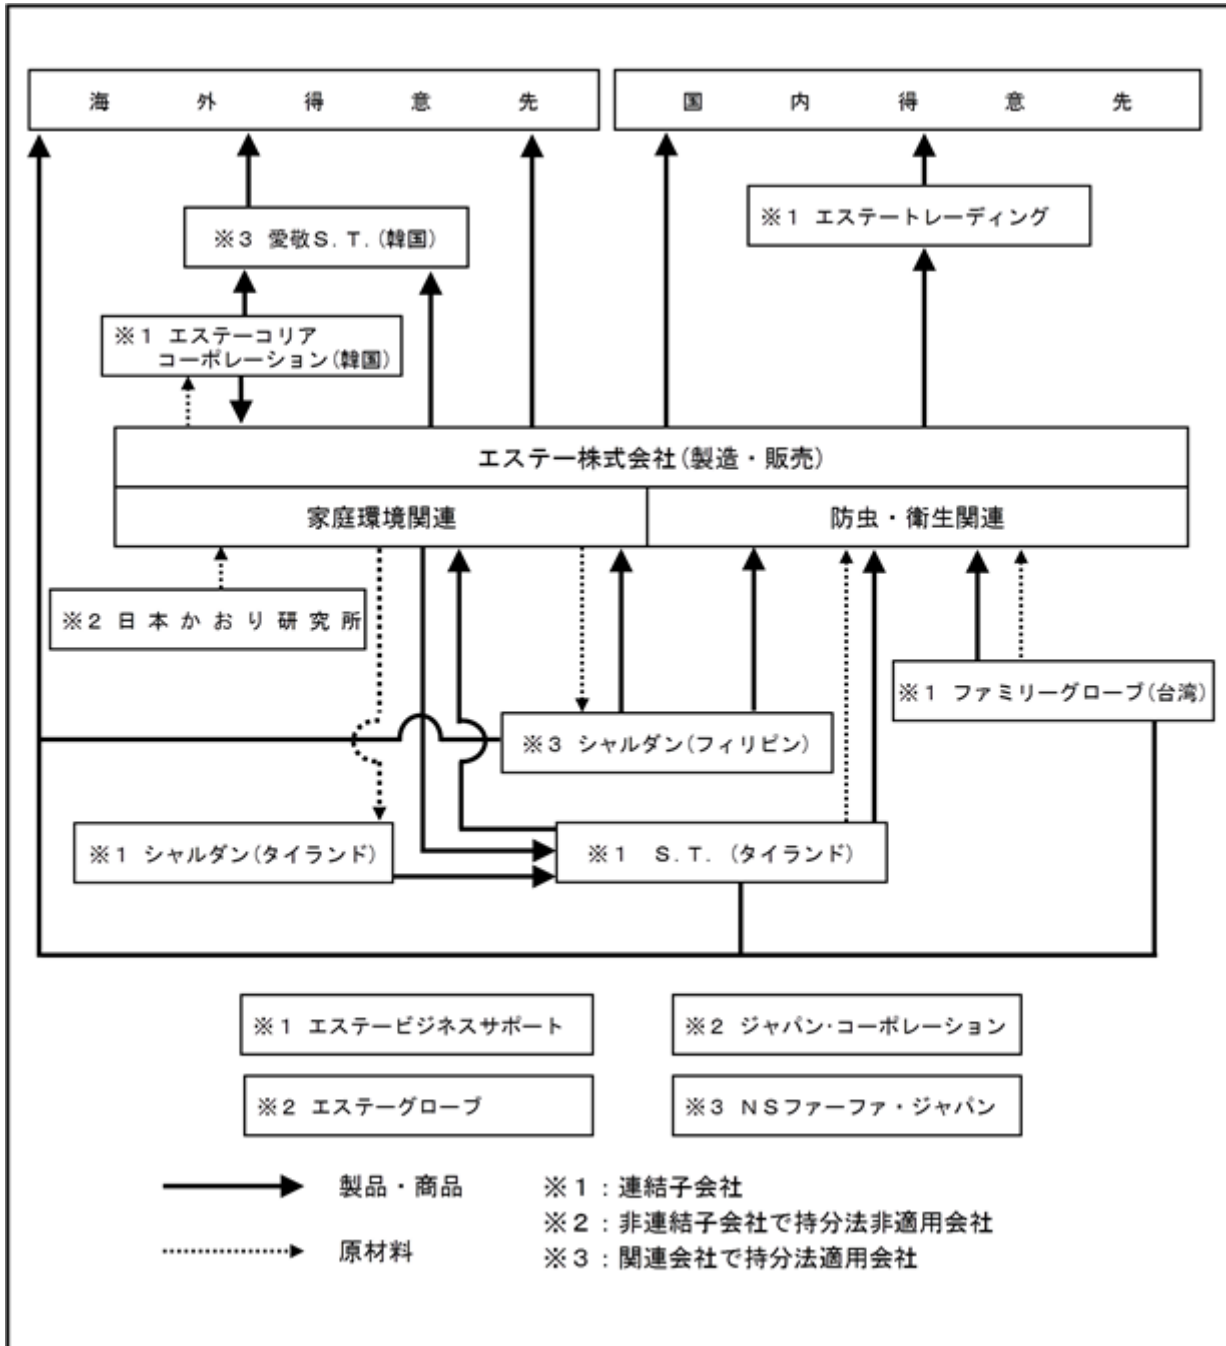 海外得意先
国内得意先
※1 エステートレーディング
※3 愛敬S.T.(韓国)
※1 エステーコリア
コーポレーション(韓国)
エステー株式会社(製造・販売)
家庭環境関連
防虫・衛生関連
※2 日本かおり研究所
※1 ファミリーグローブ(台湾)
※3 シャルダン(フィリピン)
※1 シャルダン(タイランド)
※1 S.T.(タイランド)
※1 エステービジネスサポート
※2 ジャパン・コーポレーション
※2 エステーグローブ
※3 NSファーファ・ジャパン
製品・商品
※1：連結子会社
※2：非連結子会社で持分法非適用会社
原材料
※3：関連会社で持分法適用会社